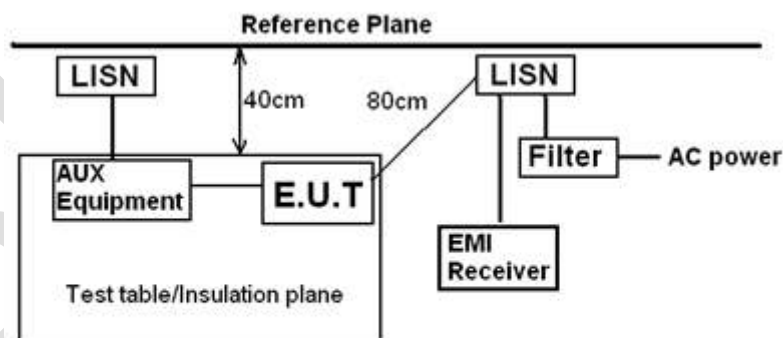 Reference Plane
LISN
40cm
80cm
LISN
Filter
AC power
AUX
Equipment
E.U.T
EMI
Receiver
Test table/Insulation plane